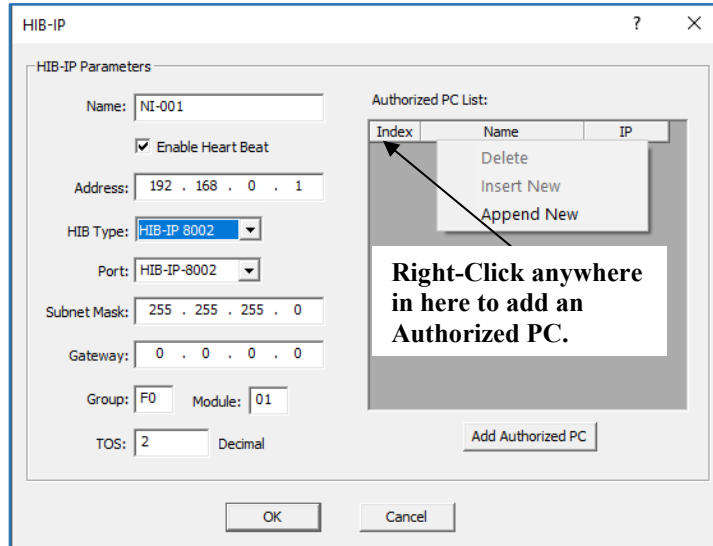 HIB-IP ? ×
HIB-IP Parameters
Name: NI-001
Enable Heart Beat
Address: 192 . 168 . 0 . 1
HIB Type: HIB-IP 8002
Port: HIB-IP-8002
Subnet Mask: 255 . 255 . 255 . 0
Gateway: 0 . 0 . 0 . 0
Group: F0 Module: 01
TOS: 2 Decimal
Authorized PC List:
Index Name IP
Delete
Insert New
Append New
Right-Click anywhere
in here to add an
Authorized PC.
Add Authorized PC
OK Cancel